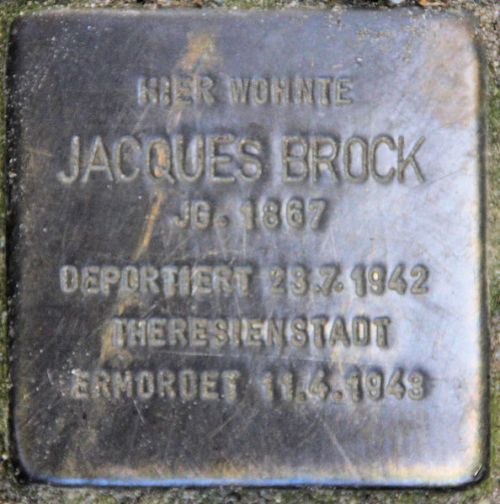 HIER WOHNTE
JACQUES BROCK
JG. 1867
DEPORTIERT 23.7.1942
THERESIENSTADT
ERMORDET 11.4.1943